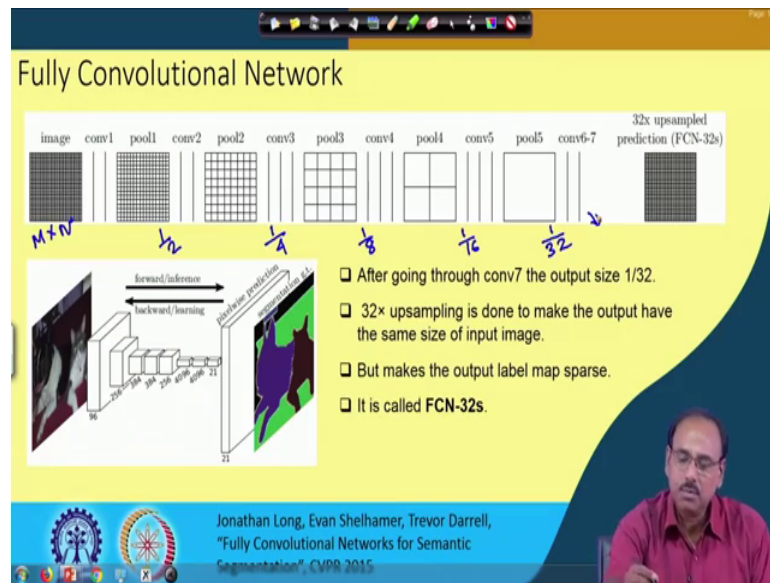 Page
Fully Convolutional Network
32x upsampled
image conv1 pool1 conv2 pool2 conv3 pool3 conv4 pool4 conv5 pool5 conv6-7 prediction (FCN-32s)
M×N 1/2 1/4 1/8 1/16 1/32
forward/inference
backward/learning
pixelwise prediction
segmentation g.t.
96
256
384
384
256
4096
4096
21
21
❑ After going through conv7 the output size 1/32.
❑ 32× upsampling is done to make the output have
the same size of input image.
❑ But makes the output label map sparse.
❑ It is called FCN-32s.
Jonathan Long, Evan Shelhamer, Trevor Darrell,
"Fully Convolutional Networks for Semantic
Segmentation", CVPR 2015